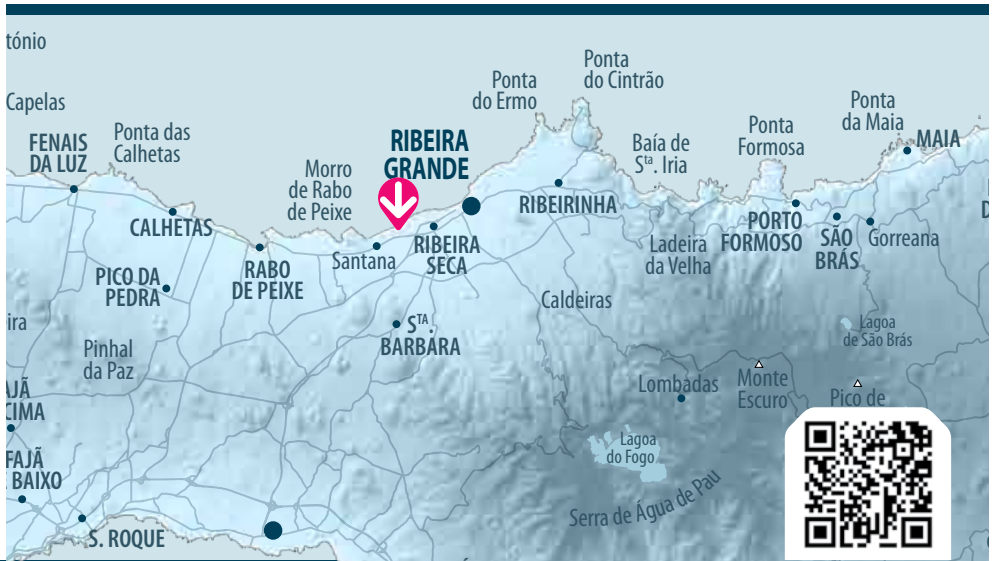 tónio
Capelas
FENAIS
DA LUZ
Ponta das
Calhetas
Morro
de Rabo
de Peixe
RIBEIRA
GRANDE
Ponta
do Ermo
Ponta
do Cintrão
Baía de
Sta. Iria
Ponta
Formosa
Ponta
da Maia
MAIA
CALHETAS
RABO
DE PEIXE
Santana
RIBEIRA
SECA
RIBEIRINHA
Ladeira
da Velha
PORTO
FORMOSO
SÃO
BRÁS
Gorreana
PICO DA
PEDRA
STA.
BARBARA
Caldeiras
Lagoa
de São Brás
ira
Pinhal
da Paz
Lombadas
Monte
Escuro
Pico de
AJÃ
CIMA
FAJÃ
BAIXO
Lagoa
do Fogo
Serra de Água de Pau
S. ROQUE